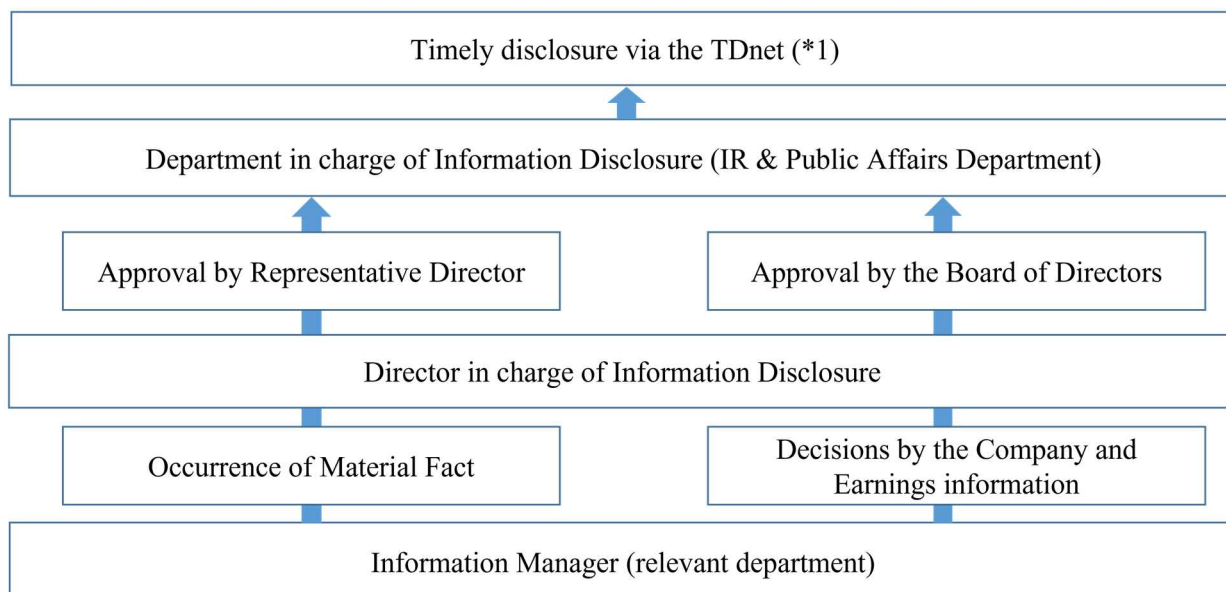 Timely disclosure via the TDnet (*1)
Department in charge of Information Disclosure (IR & Public Affairs Department)
Approval by Representative Director
Approval by the Board of Directors
Director in charge of Information Disclosure
Occurrence of Material Fact
Decisions by the Company and
Earnings information
Information Manager (relevant department)